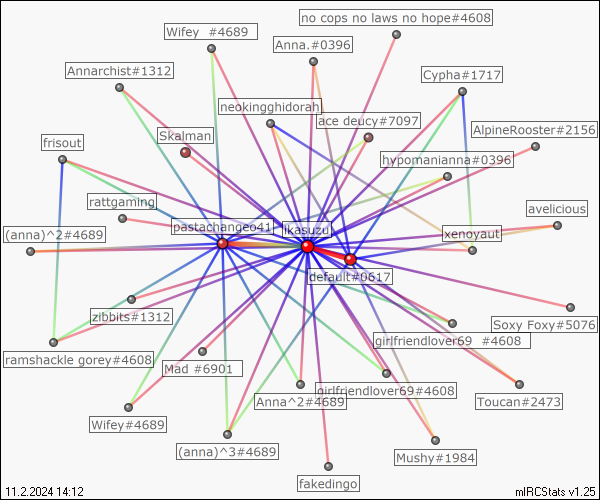 no cops no laws no hope#4608
Wifey #4689
Anna.#0396
Annarchist#1312
Cypha#1717
neokingghidorah
ace deucy#7097
AlpineRooster#2156
Skalman
frisout
hypomanianna#0396
rattgaming
avelicious
pastachangeo41
ikasuzu
(anna)^2#4689
xenoyaut
default#0617
zibbits#1312
Soxy Foxy#5076
girlfriendlover69 #4608
ramshackle gorey#4608
Mad #6901
girlfriendlover69#4608
Anna^2#4689
Toucan#2473
Wifey#4689
(anna)^3#4689
Mushy#1984
fakedingo
11.2.2024 14:12
mIRCStats v1.25